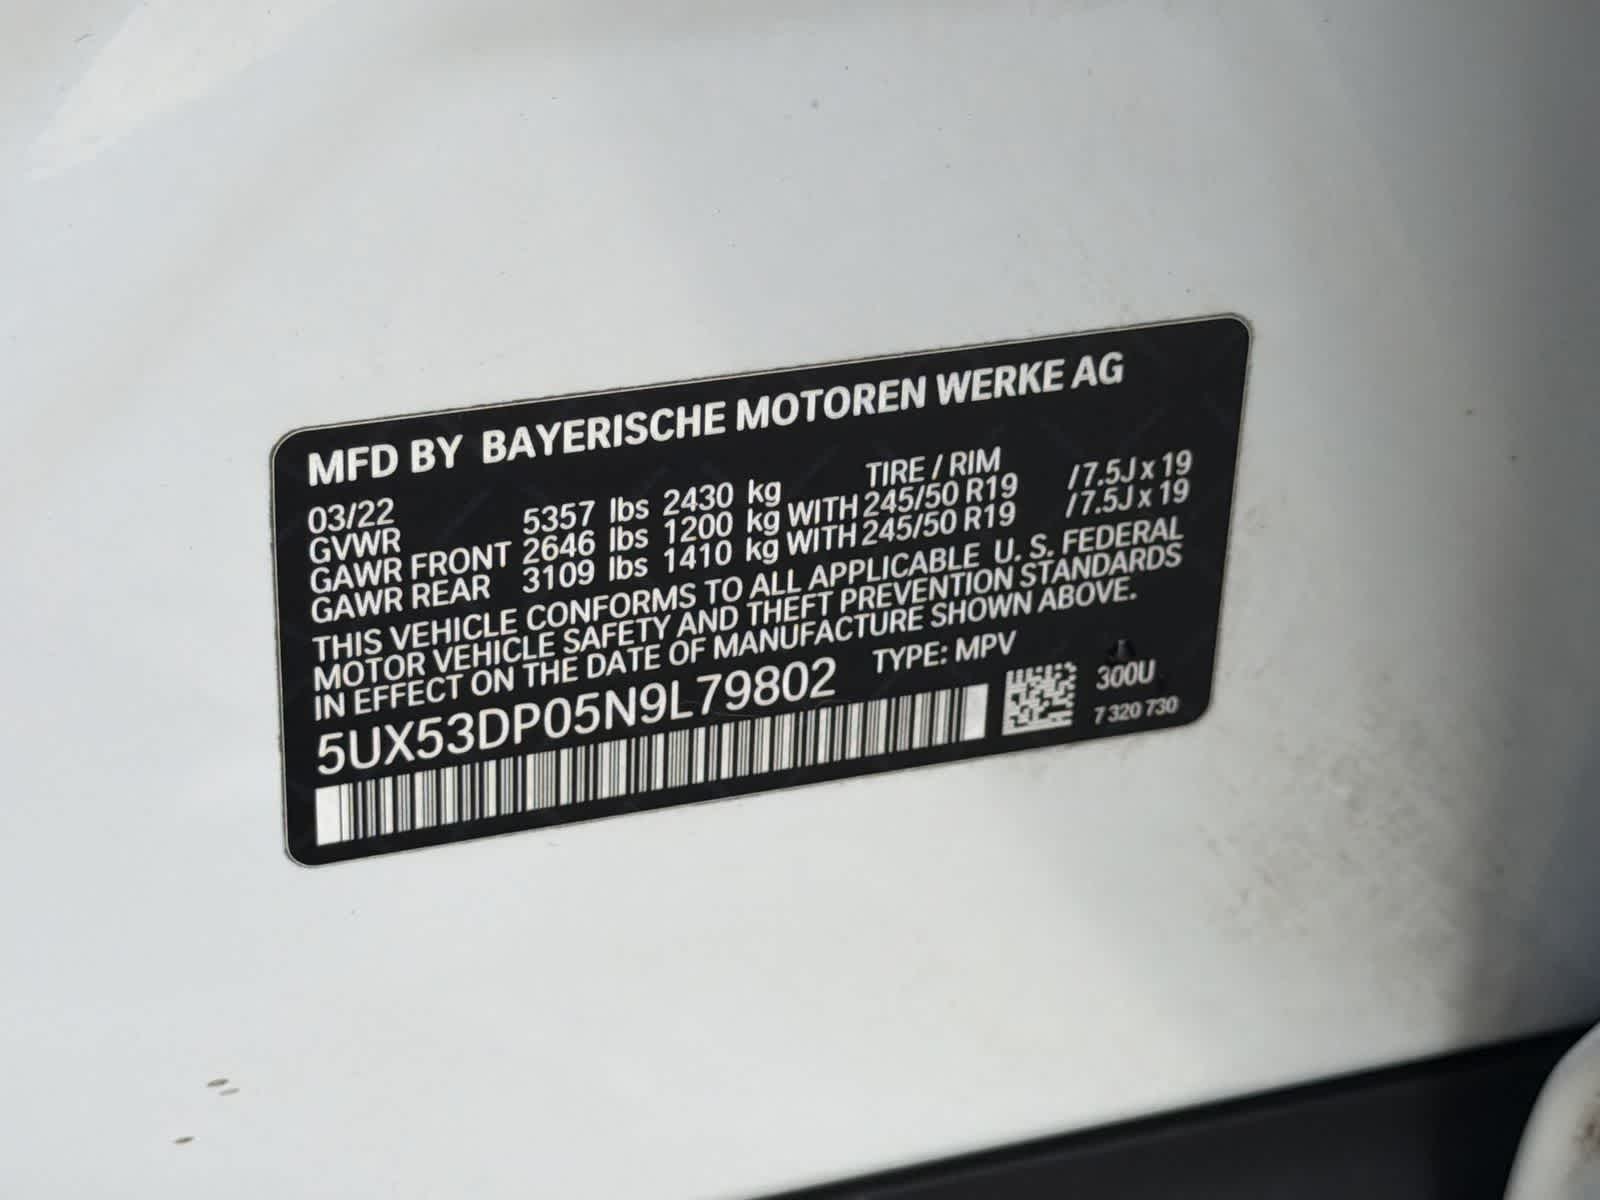 MFD BY BAYERISCHE MOTOREN WERKE AG
03/22 TIRE / RIM
GVWR 5357 lbs 2430 kg
GAWR FRONT 2646 lbs 1200 kg WITH 245/50 R19 /7.5J x 19
GAWR REAR 3109 lbs 1410 kg WITH 245/50 R19 /7.5J x 19
THIS VEHICLE CONFORMS TO ALL APPLICABLE U. S. FEDERAL
MOTOR VEHICLE SAFETY AND THEFT PREVENTION STANDARDS
IN EFFECT ON THE DATE OF MANUFACTURE SHOWN ABOVE.
5UX53DP05N9L79802 TYPE: MPV
300U
7 320 730